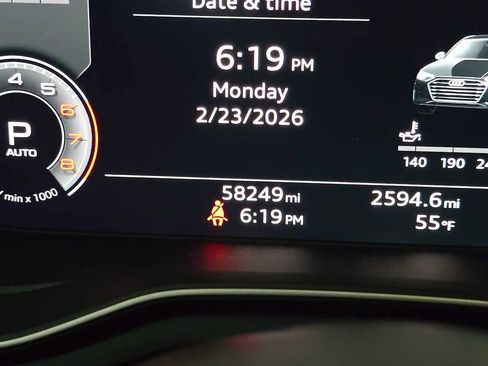 Date & time
6:19 PM
Monday
2/23/2026
4 5 6 7 8
P
AUTO
/min x 1000
140 190
58249 mi
2594.6 mi
6:19 PM
55°F